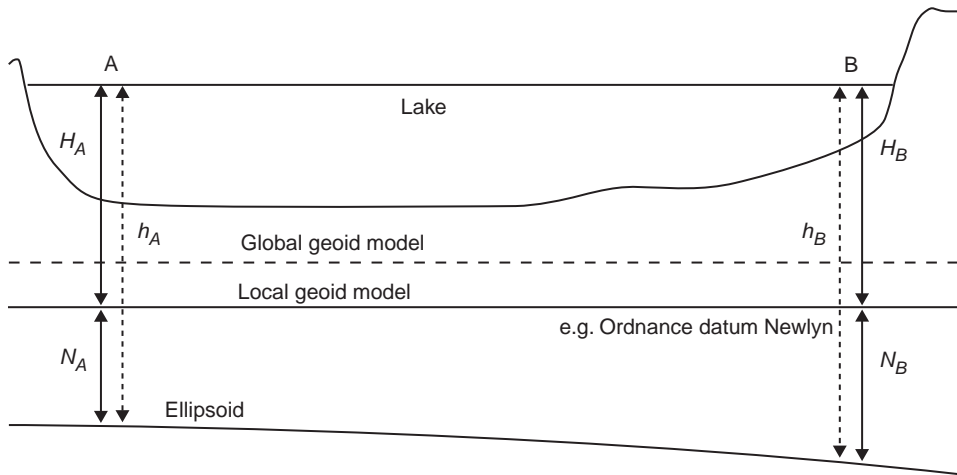 A
B
Lake
H_A
H_B
h_A
h_B
Global geoid model
Local geoid model
e.g. Ordnance datum Newlyn
N_A
N_B
Ellipsoid